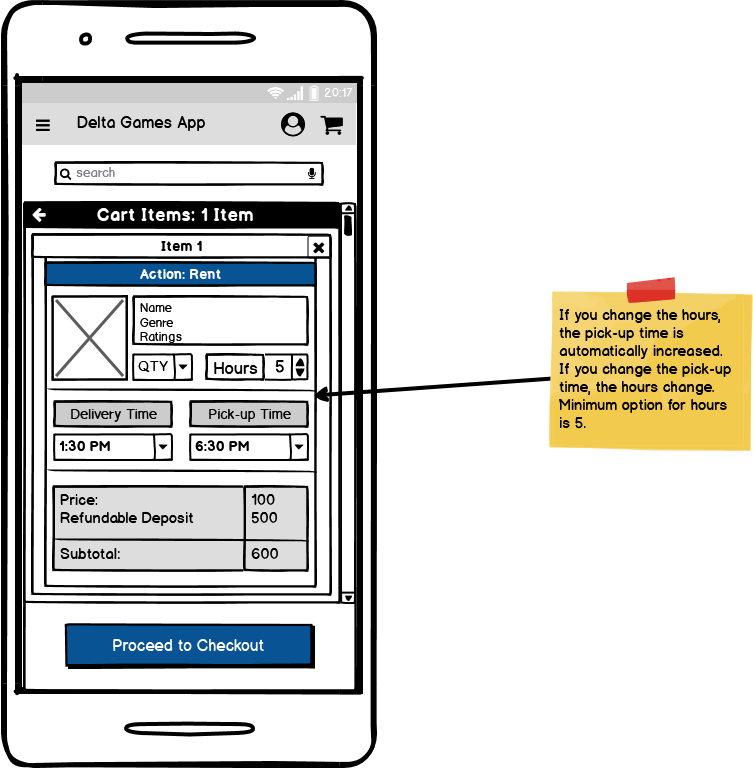 20:17
Delta Games App
search
Cart Items: 1 Item
Item 1
Action: Rent
Name
Genre
Ratings
QTY
Hours 5
Delivery Time
Pick-up Time
1:30 PM
6:30 PM
Price: 100
Refundable Deposit 500
Subtotal: 600
Proceed to Checkout
If you change the hours,
the pick-up time is
automatically increased.
If you change the pick-up
time, the hours change.
Minimum option for hours
is 5.